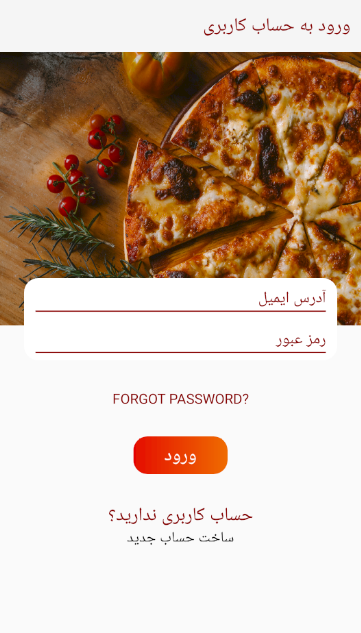 ورود به حساب کاربری
آدرس ایمیل
رمز عبور
FORGOT PASSWORD?
ورود
حساب کاربری ندارید؟
ساخت حساب جدید